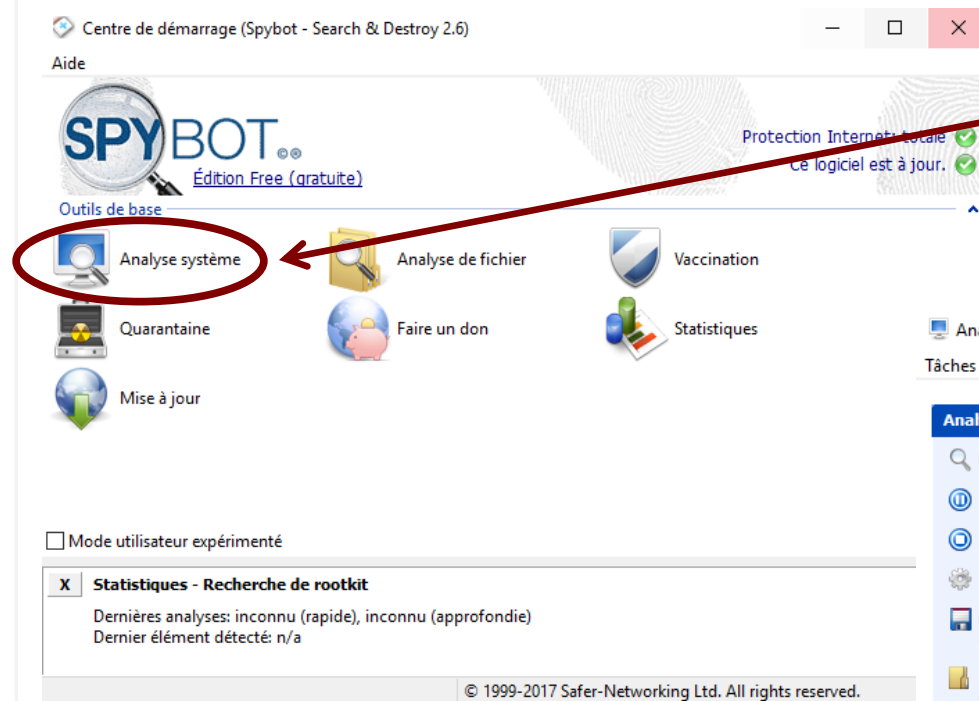 Centre de démarrage (Spybot - Search & Destroy 2.6)
Aide
SPYBOT
Édition Free (gratuite)
Protection Internet: totale
Ce logiciel est à jour.
Outils de base
Analyse système
Analyse de fichier
Vaccination
Quarantaine
Faire un don
Statistiques
Mise à jour
Ana
Tâches
Anal
Mode utilisateur expérimenté
X Statistiques - Recherche de rootkit
Dernières analyses: inconnu (rapide), inconnu (approfondie)
Dernier élément détecté: n/a
© 1999-2017 Safer-Networking Ltd. All rights reserved.